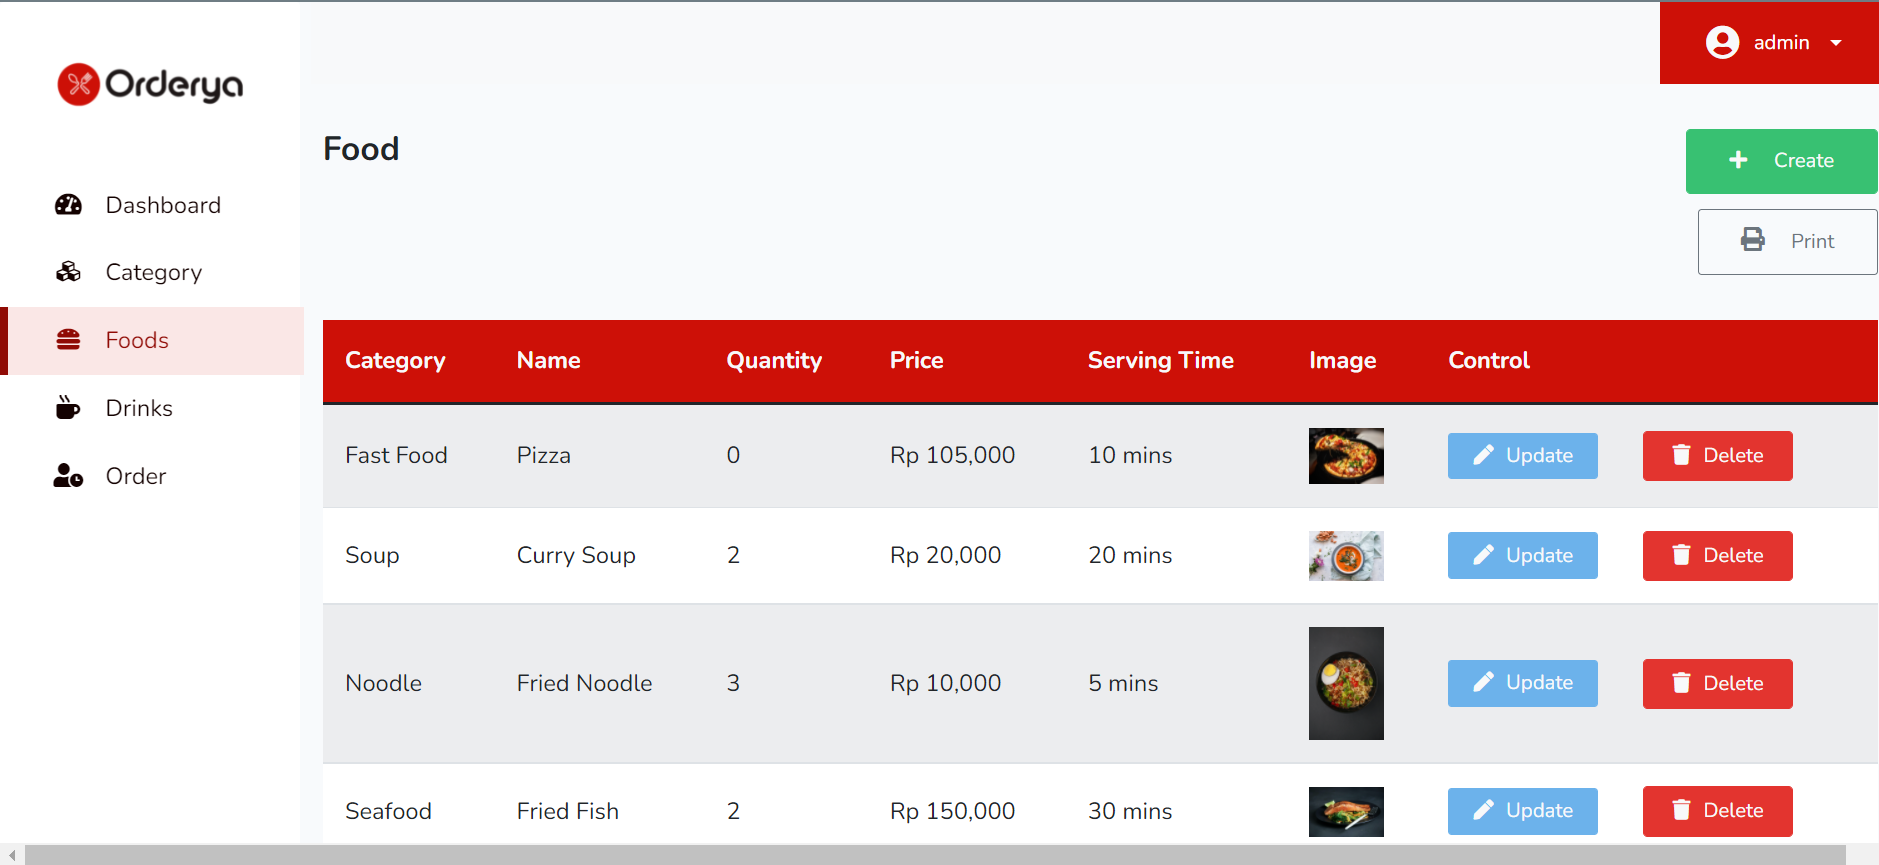 Orderya
admin
Dashboard
Category
Foods
Drinks
Order
Food
Create
Print
Category Name Quantity Price Serving Time Image Control
Fast Food Pizza 0 Rp 105,000 10 mins Update Delete
Soup Curry Soup 2 Rp 20,000 20 mins Update Delete
Noodle Fried Noodle 3 Rp 10,000 5 mins Update Delete
Seafood Fried Fish 2 Rp 150,000 30 mins Update Delete